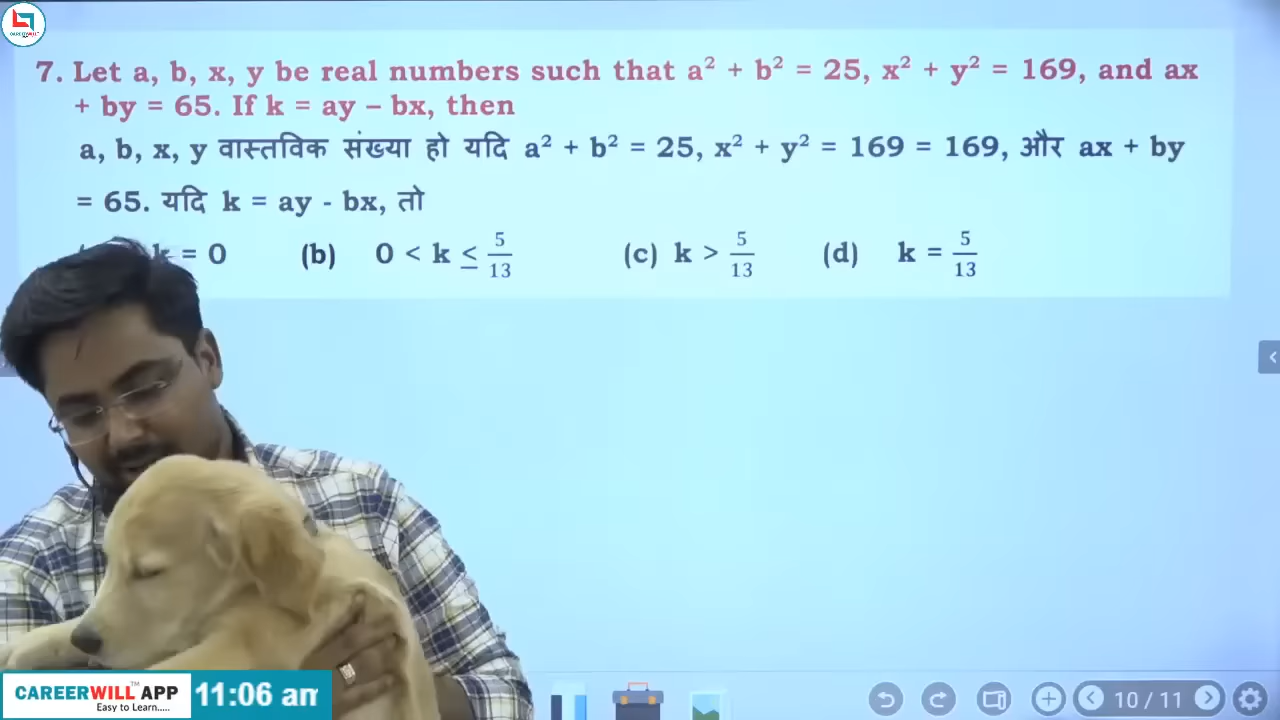 CAREERWILL
7. Let a, b, x, y be real numbers such that a² + b² = 25, x² + y² = 169, and ax
+ by = 65. If k = ay – bx, then
a, b, x, y वास्तविक संख्या हो यदि a² + b² = 25, x² + y² = 169 = 169, और ax + by
= 65. यदि k = ay - bx, तो
k = 0 (b) 0 < k ≤ 5/13 (c) k > 5/13 (d) k = 5/13
CAREERWILL™ APP
Easy to Learn.....
11:06 am
10 / 11